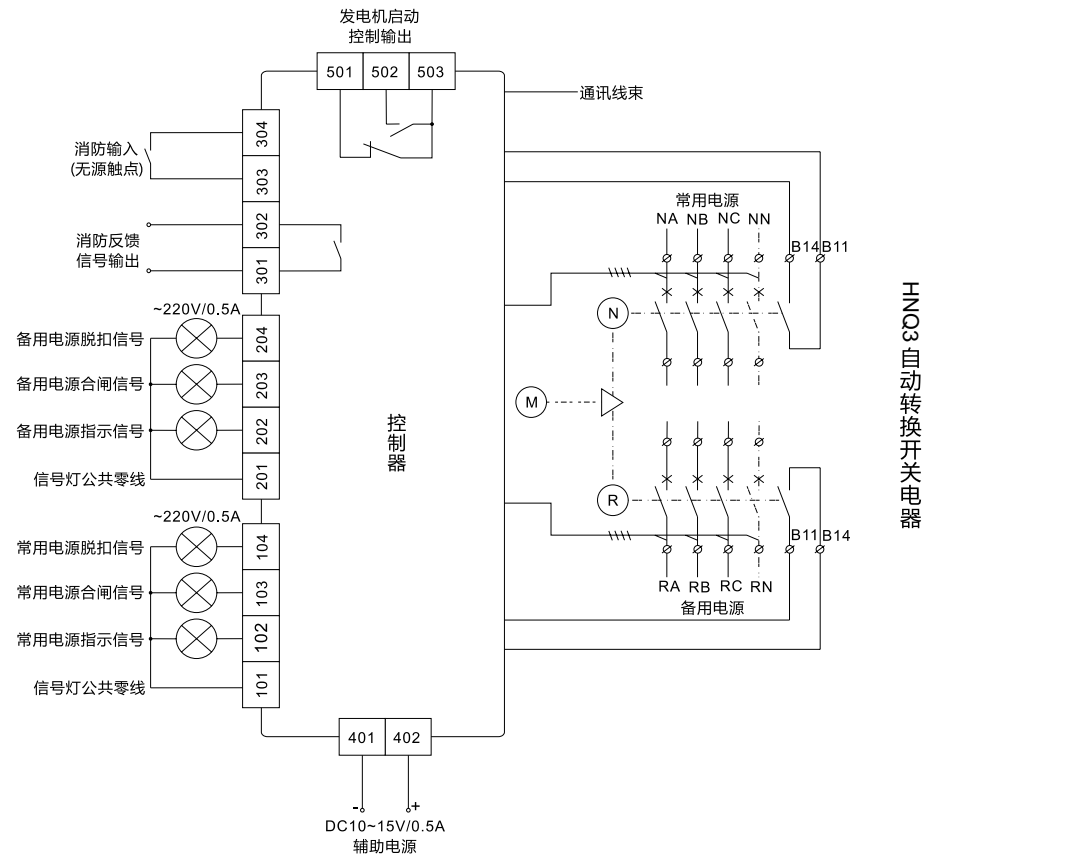 发电机启动
控制输出
501 502 503
通讯线束
304
消防输入
(无源触点)
303
302
消防反馈
信号输出
301
常用电源
NA NB NC NN
B14 B11
~220V/0.5A
备用电源脱扣信号
204
备用电源合闸信号
203
备用电源指示信号
202
信号灯公共零线
201
N
M
R
控制器
HNQ3自动转换开关电器
~220V/0.5A
常用电源脱扣信号
104
常用电源合闸信号
103
常用电源指示信号
102
信号灯公共零线
101
B11 B14
RA RB RC RN
备用电源
401 402
- +
DC10~15V/0.5A
辅助电源